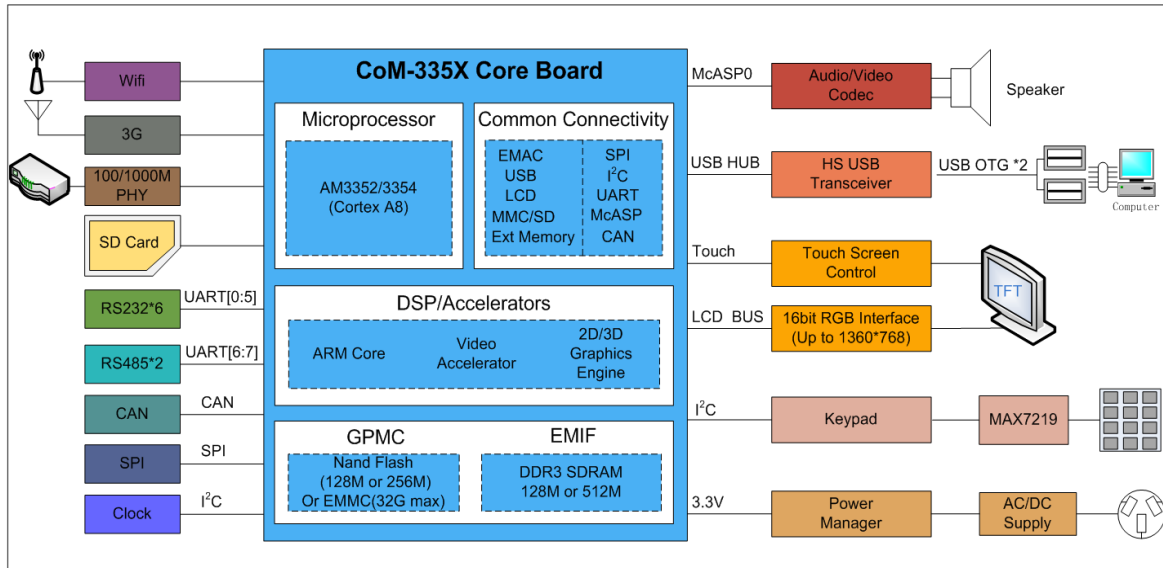 CoM-335X Core Board
Wifi
3G
100/1000M
PHY
SD Card
RS232*6
UART[0:5]
RS485*2
UART[6:7]
CAN
CAN
SPI
SPI
Clock
I²C
Microprocessor
AM3352/3354
(Cortex A8)
Common Connectivity
EMAC
USB
LCD
MMC/SD
Ext Memory
SPI
I²C
UART
McASP
CAN
DSP/Accelerators
ARM Core
Video
Accelerator
2D/3D
Graphics
Engine
GPMC
Nand Flash
(128M or 256M)
Or EMMC(32G max)
EMIF
DDR3 SDRAM
128M or 512M
McASP0
Audio/Video
Codec
Speaker
USB HUB
HS USB
Transceiver
USB OTG *2
Computer
Touch
Touch Screen
Control
TFT
LCD BUS
16bit RGB Interface
(Up to 1360*768)
I²C
Keypad
MAX7219
3.3V
Power
Manager
AC/DC
Supply